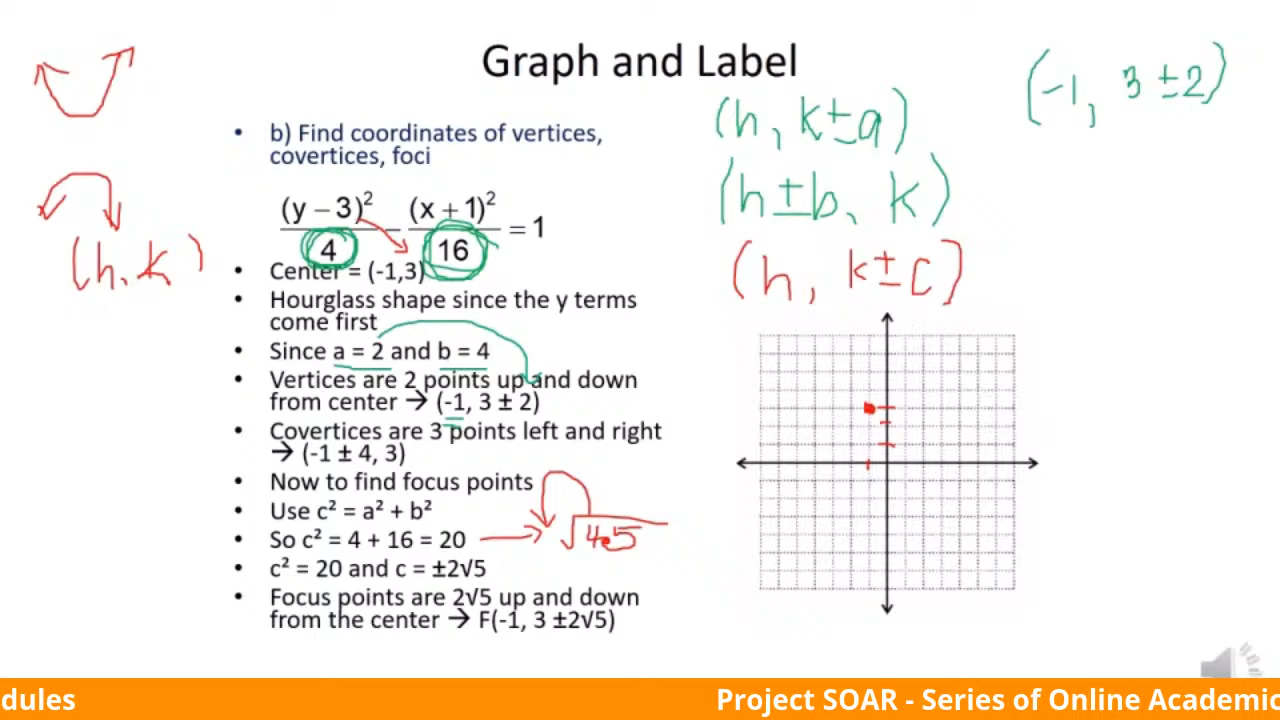 Graph and Label
(-1, 3 ±2)
(h, k±a)
(h±b, k)
(h, k±c)
(h, k)
• b) Find coordinates of vertices,
covertices, foci
(y – 3)²/4 – (x + 1)²/16 = 1
• Center = (-1,3)
• Hourglass shape since the y terms
come first
• Since a = 2 and b = 4
• Vertices are 2 points up and down
from center → (-1, 3 ± 2)
• Covertices are 3 points left and right
→ (-1 ± 4, 3)
• Now to find focus points
• Use c² = a² + b²
• So c² = 4 + 16 = 20
√4•5
• c² = 20 and c = ±2√5
• Focus points are 2√5 up and down
from the center → F(-1, 3 ±2√5)
dules Project SOAR - Series of Online Academic